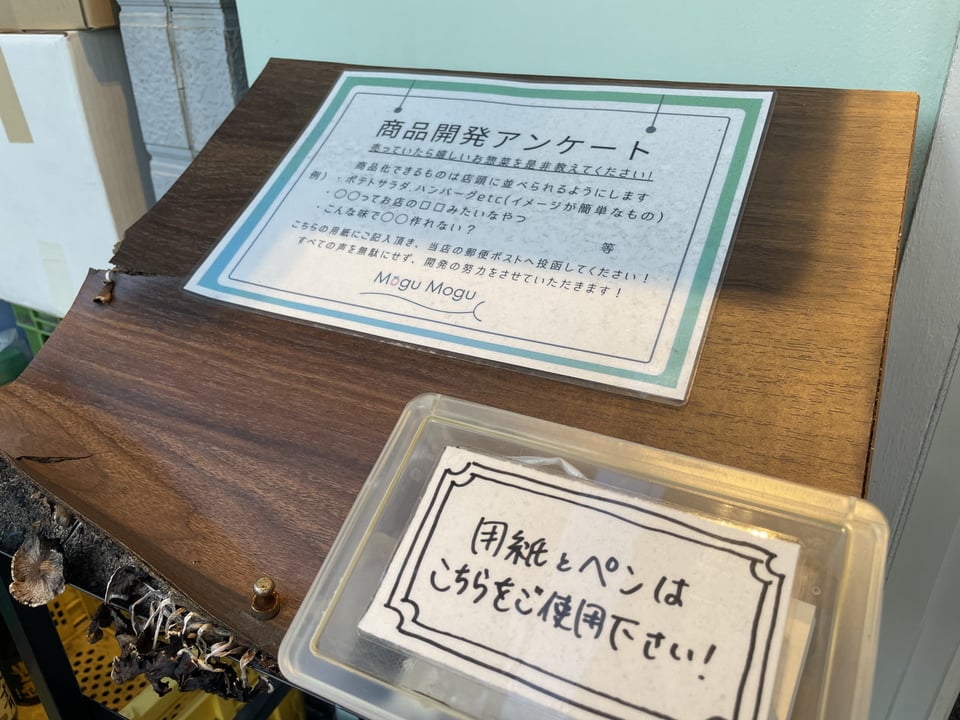 商品開発アンケート
売っていたら嬉しいお惣菜を是非教えてください!
商品化できるものは店頭に並べられるようにします
例)・ポテトサラダ.ハンバーグetc(イメージが簡単なもの)
・〇〇ってお店の□□みたいなやつ
・こんな味で〇〇作れない?
等
こちらの用紙にご記入頂き、当店の郵便ポストへ投函してください!
すべての声を無駄にせず、開発の努力をさせていただきます!
Mogu Mogu
用紙とペンは
こちらをご使用下さい!